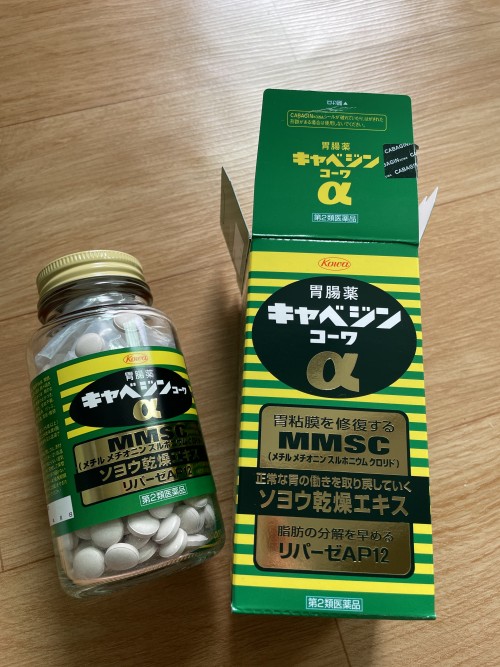 胃腸薬
キャベジン
コーワ
α
第2類医薬品
CABAGIN
Kowa
胃腸薬
キャベジン
コーワ
α
胃粘膜を修復する
MMSC
(メチルメチオニンスルホニウムクロリド)
正常な胃の働きを取り戻していく
ソヨウ乾燥エキス
脂肪の分解を早める
リパーゼAP12
第2類医薬品
Kowa
胃腸薬
キャベジンコーワ
α
MMSC
(メチルメチオニンスルホニウムクロリド)
ソヨウ乾燥エキス
リパーゼAP12
第2類医薬品